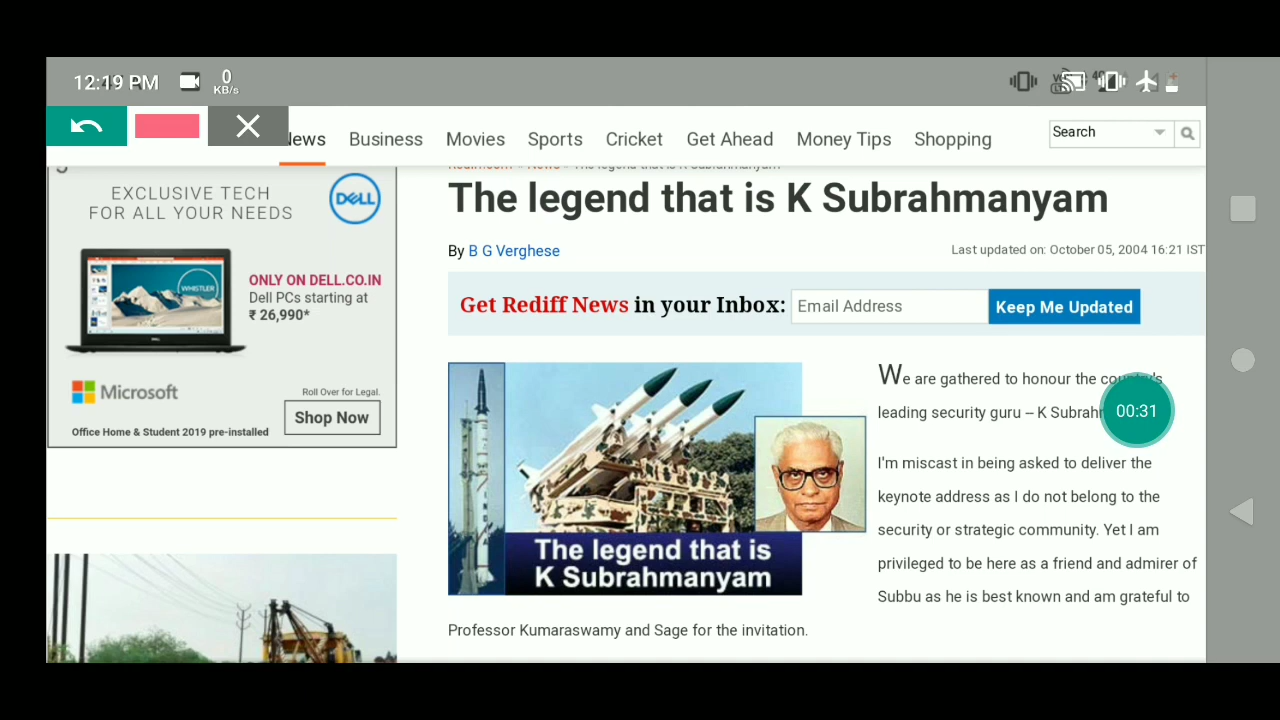 12:19 PM
0
KB/s
News Business Movies Sports Cricket Get Ahead Money Tips Shopping
Search
EXCLUSIVE TECH
FOR ALL YOUR NEEDS
DELL
WHISTLER
ONLY ON DELL.CO.IN
Dell PCs starting at
₹ 26,990*
Microsoft
Roll Over for Legal.
Shop Now
Office Home & Student 2019 pre-installed
The legend that is K Subrahmanyam
By B G Verghese
Last updated on: October 05, 2004 16:21 IST
Get Rediff News in your Inbox:
Email Address
Keep Me Updated
The legend that is
K Subrahmanyam
We are gathered to honour the country's
leading security guru -- K
00:31
I'm miscast in being asked to deliver the
keynote address as I do not belong to the
security or strategic community. Yet I am
privileged to be here as a friend and admirer of
Subbu as he is best known and am grateful to
Professor Kumaraswamy and Sage for the invitation.